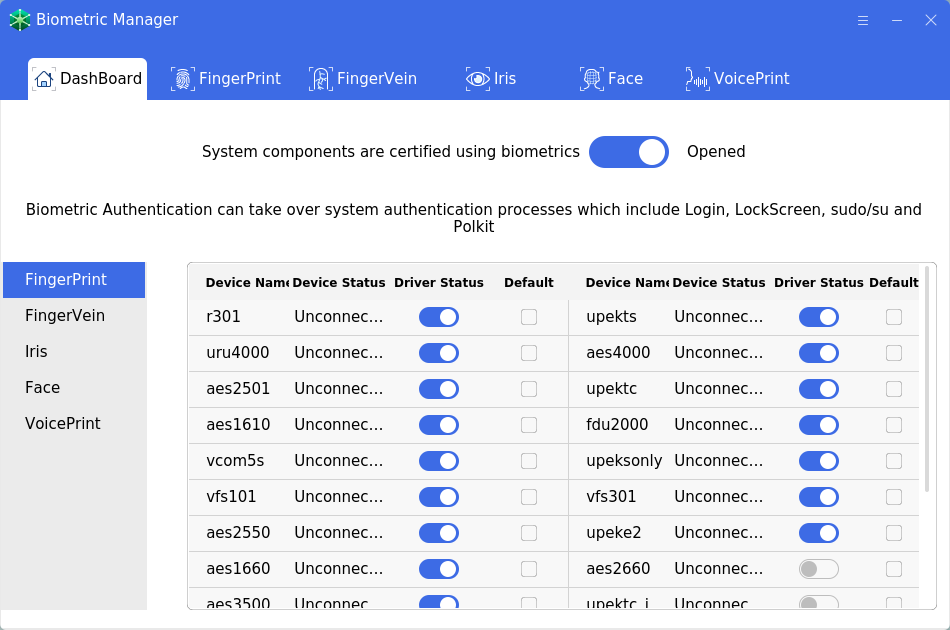 Biometric Manager
DashBoard FingerPrint FingerVein Iris Face VoicePrint
System components are certified using biometrics Opened
Biometric Authentication can take over system authentication processes which include Login, LockScreen, sudo/su and
Polkit
FingerPrint
FingerVein
Iris
Face
VoicePrint
Device Name Device Status Driver Status Default Device Name Device Status Driver Status Default
r301 Unconnec... upekts Unconnec...
uru4000 Unconnec... aes4000 Unconnec...
aes2501 Unconnec... upektc Unconnec...
aes1610 Unconnec... fdu2000 Unconnec...
vcom5s Unconnec... upeksonly Unconnec...
vfs101 Unconnec... vfs301 Unconnec...
aes2550 Unconnec... upeke2 Unconnec...
aes1660 Unconnec... aes2660 Unconnec...
aes3500 Unconnec... upektc_i Unconnec...